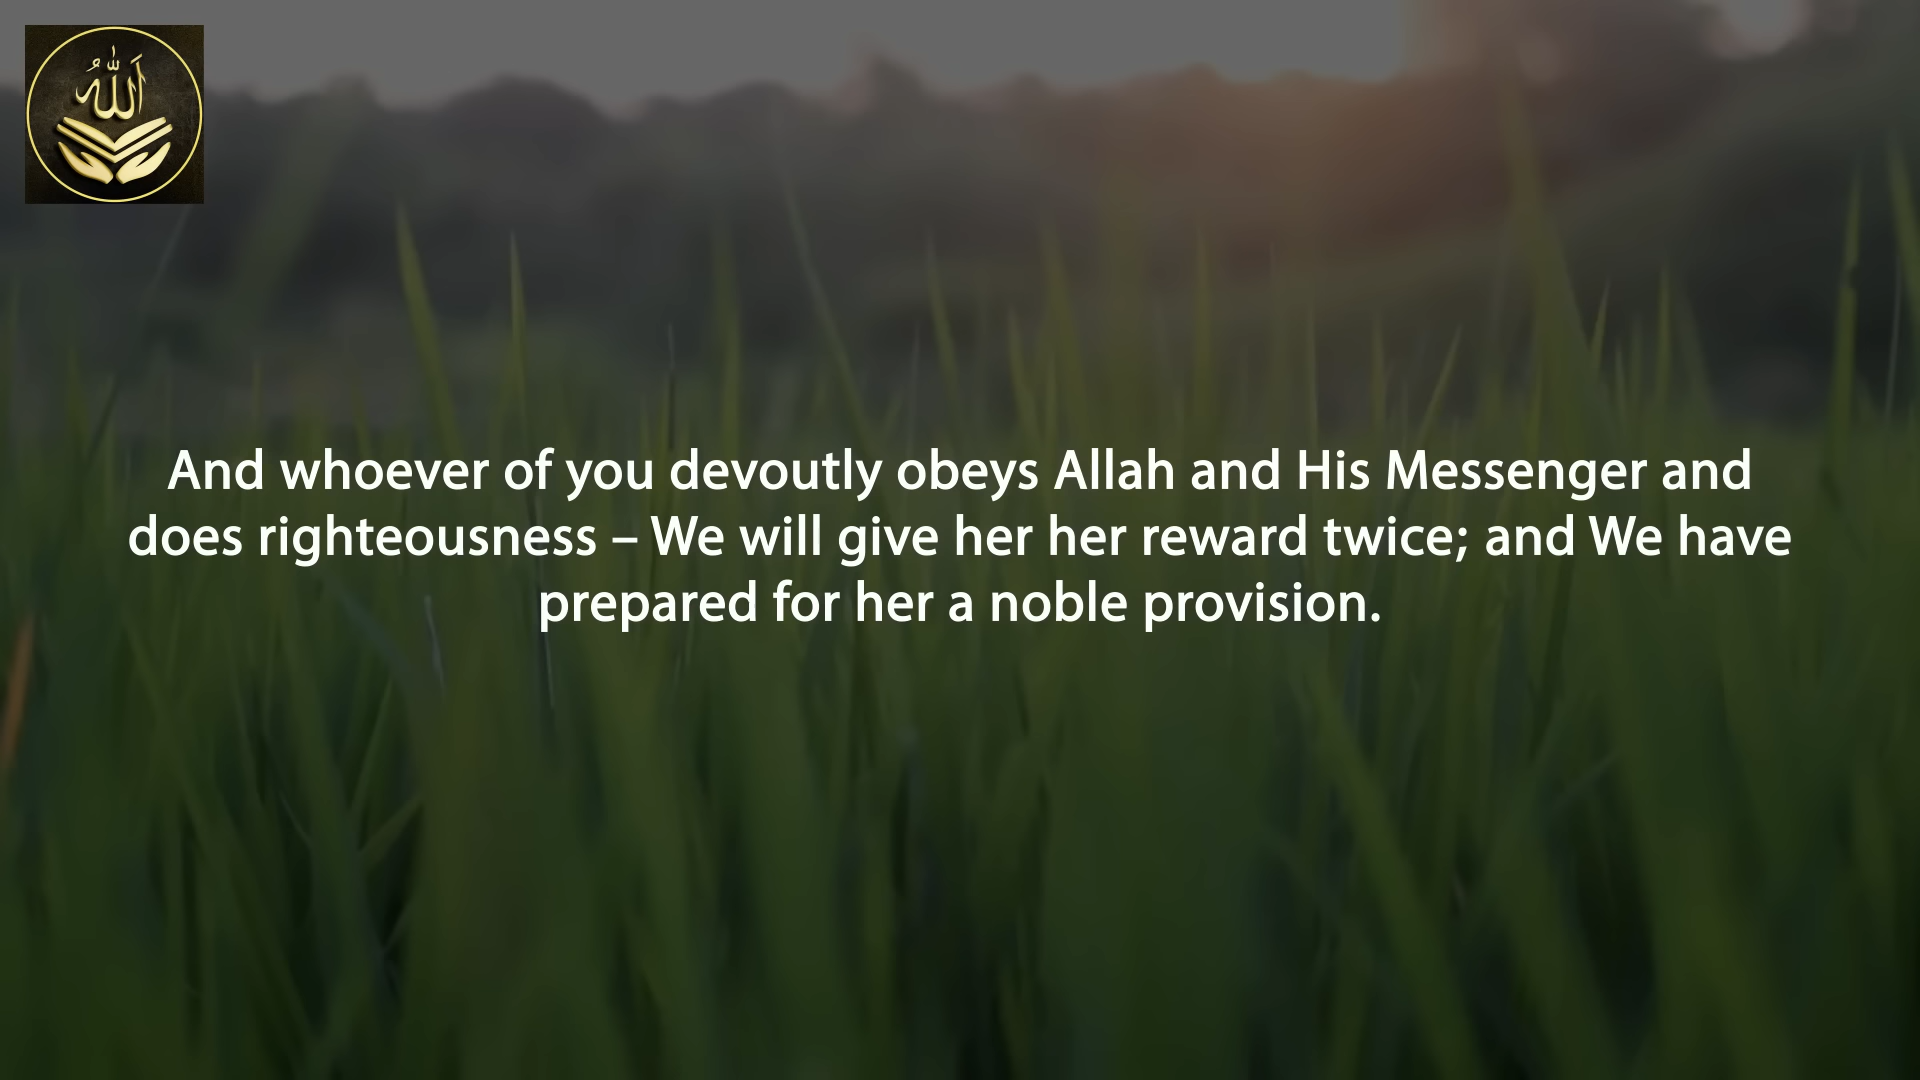 الله
And whoever of you devoutly obeys Allah and His Messenger and
does righteousness – We will give her her reward twice; and We have
prepared for her a noble provision.